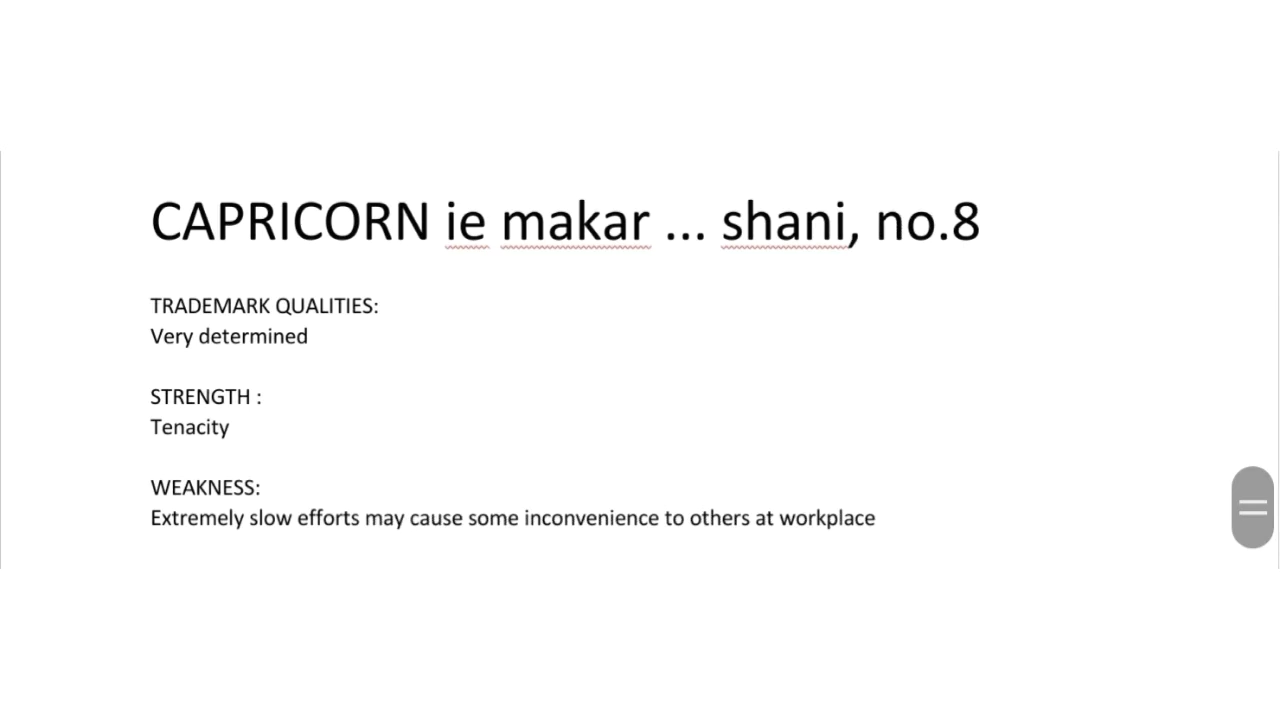 CAPRICORN ie makar ... shani, no.8
TRADEMARK QUALITIES:
Very determined
STRENGTH :
Tenacity
WEAKNESS:
Extremely slow efforts may cause some inconvenience to others at workplace